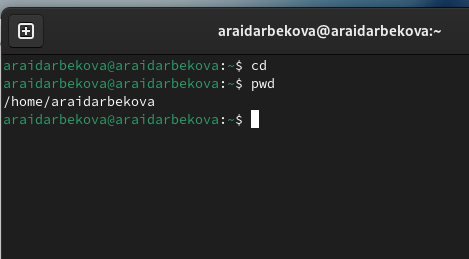 araidarbekova@araidarbekova:~
araidarbekova@araidarbekova:~$ cd
araidarbekova@araidarbekova:~$ pwd
/home/araidarbekova
araidarbekova@araidarbekova:~$